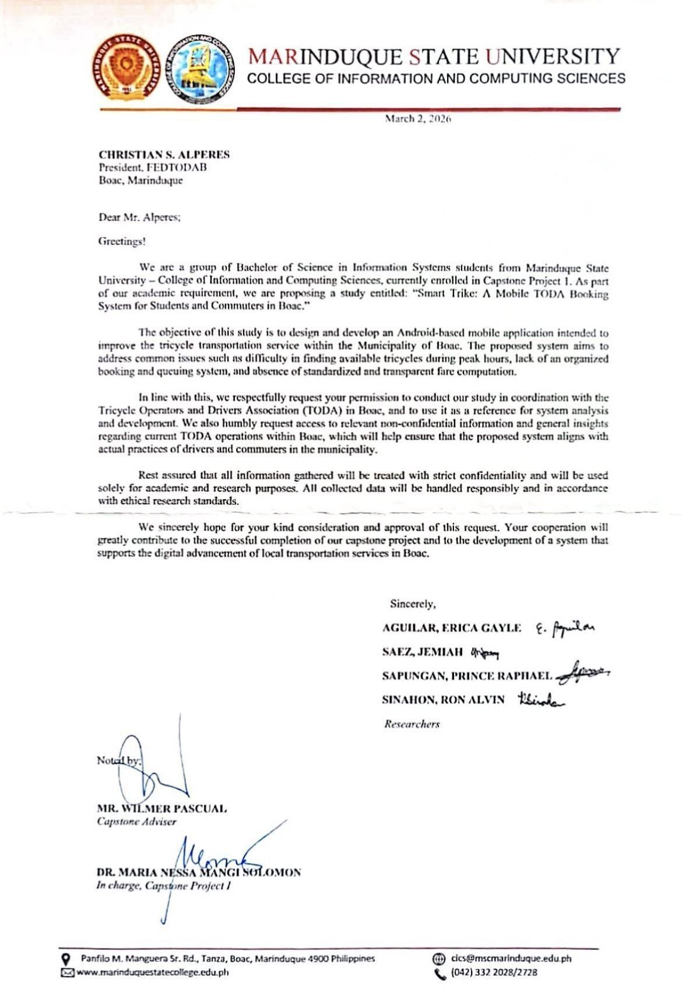 MARINDUQUE STATE UNIVERSITY
COLLEGE OF INFORMATION AND COMPUTING SCIENCES
March 2, 2026
CHRISTIAN S. ALPERES
President, FEDTODAB
Boac, Marinduque
Dear Mr. Alperes;
Greetings!
We are a group of Bachelor of Science in Information Systems students from Marinduque State
University – College of Information and Computing Sciences, currently enrolled in Capstone Project 1. As part
of our academic requirement, we are proposing a study entitled: “Smart Trike: A Mobile TODA Booking
System for Students and Commuters in Boac.”
The objective of this study is to design and develop an Android-based mobile application intended to
improve the tricycle transportation service within the Municipality of Boac. The proposed system aims to
address common issues such as difficulty in finding available tricycles during peak hours, lack of an organized
booking and queuing system, and absence of standardized and transparent fare computation.
In line with this, we respectfully request your permission to conduct our study in coordination with the
Tricycle Operators and Drivers Association (TODA) in Boac, and to use it as a reference for system analysis
and development. We also humbly request access to relevant non-confidential information and general insights
regarding current TODA operations within Boac, which will help ensure that the proposed system aligns with
actual practices of drivers and commuters in the municipality.
Rest assured that all information gathered will be treated with strict confidentiality and will be used
solely for academic and research purposes. All collected data will be handled responsibly and in accordance
with ethical research standards.
We sincerely hope for your kind consideration and approval of this request. Your cooperation will
greatly contribute to the successful completion of our capstone project and to the development of a system that
supports the digital advancement of local transportation services in Boac.
Sincerely,
AGUILAR, ERICA GAYLE E. Aguilar
SAEZ, JEMIAH
SAPUNGAN, PRINCE RAPHAEL
SINAHON, RON ALVIN
Researchers
Noted by:
MR. WILMER PASCUAL
Capstone Adviser
DR. MARIA NESSA MANGI SOLOMON
In charge, Capstone Project 1
Panfilo M. Manguera Sr. Rd., Tanza, Boac, Marinduque 4900 Philippines
cics@mscmarinduque.edu.ph
www.marinduquestatecollege.edu.ph
(042) 332 2028/2728